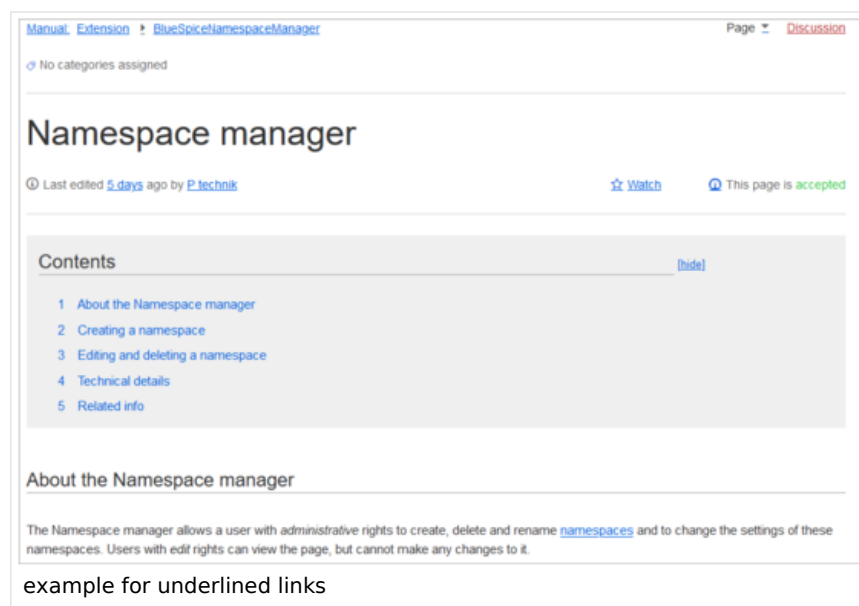 Manual: Extension BlueSpiceNamespaceManager Page Discussion
No categories assigned
Namespace manager
Last edited 5 days ago by P technik Watch This page is accepted
Contents [hide]
1 About the Namespace manager
2 Creating a namespace
3 Editing and deleting a namespace
4 Technical details
5 Related info
About the Namespace manager
The Namespace manager allows a user with administrative rights to create, delete and rename namespaces and to change the settings of these
namespaces. Users with edit rights can view the page, but cannot make any changes to it.
example for underlined links